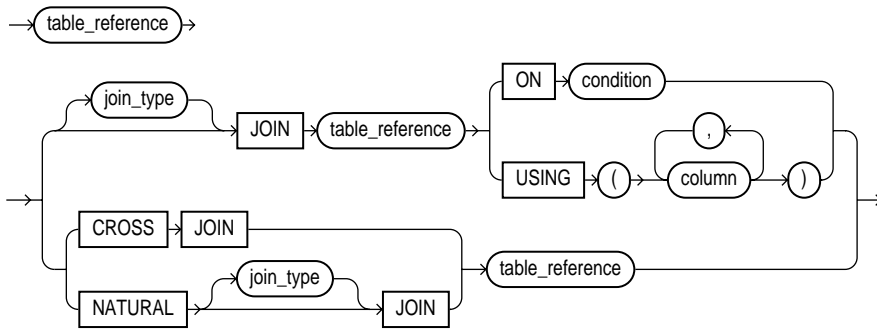 table_reference
join_type
JOIN table_reference
ON condition
USING ( column , )
CROSS JOIN
NATURAL join_type JOIN
table_reference